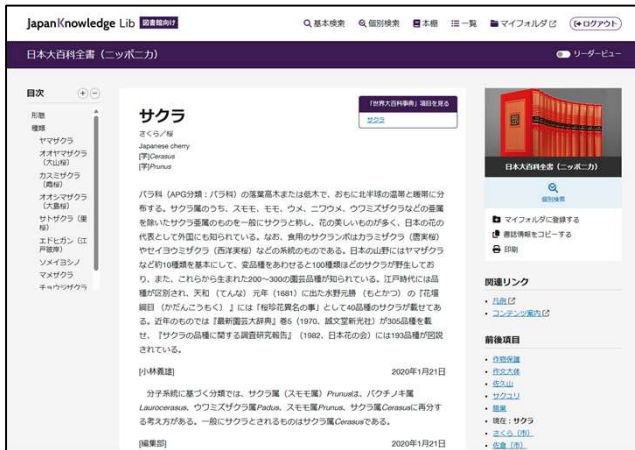 JapanKnowledge Lib 図書館向け
基本検索 個別検索 本棚 一覧 マイフォルダ ログアウト
日本大百科全書（ニッポニカ）
リーダービュー
目次
形態
種類
ヤマザクラ
オオヤマザクラ
（大山桜）
カスミザクラ
（霞桜）
オオシマザクラ
（大島桜）
サトザクラ（里
桜）
エドヒガン（江
戸彼岸）
ソメイヨシノ
マメザクラ
チョウジザクラ
サクラ
さくら／桜
Japanese cherry
[学]Cerasus
[学]Prunus
「世界大百科事典」項目を見る
サクラ
バラ科（APG分類：バラ科）の落葉高木または低木で、おもに北半球の温帯と暖帯に分
布する。サクラ属のうち、スモモ、モモ、ウメ、ニワウメ、ウワミズザクラなどの亜属
を除いたサクラ亜属のものを一般にサクラと称し、花の美しいものが多く、日本の花の
代表として外国にも知られている。なお、食用のサクランボはカラミザクラ（唐実桜）
やセイヨウミザクラ（西洋実桜）などの系統のものである。日本の山野にはヤマザクラ
など約10種類を基本にして、変品種をあわせると100種類ほどのサクラが野生してお
り、また、これらから生まれた200～300の園芸品種が知られている。江戸時代には品
種が区別され、天和（てんな）元年（1681）に出た水野元勝（もとかつ）の『花壇
綱目（かだんこうもく）』には「桜珍花異名の事」として40品種のサクラが載せてあ
る。近年のものでは『最新園芸大辞典』巻5（1970、誠文堂新光社）が305品種を載
せ、『サクラの品種に関する調査研究報告』（1982、日本花の会）には193品種が図説
されている。
[小林義雄] 2020年1月21日
分子系統に基づく分類では、サクラ属（スモモ属）Prunusは、バクチノキ属
Laurocerasus、ウワミズザクラ属Padus、スモモ属Prunus、サクラ属Cerasusに再分す
る考え方がある。一般にサクラとされるものはサクラ属Cerasusである。
[編集部] 2020年1月21日
日本大百科全書（ニッポニカ）
個別検索
マイフォルダに登録する
書誌情報をコピーする
印刷
関連リンク
凡例
コンテンツ案内
前後項目
作物保護
作文大体
佐久山
サクユリ
現在：サクラ
さくら（市）
佐倉（市）